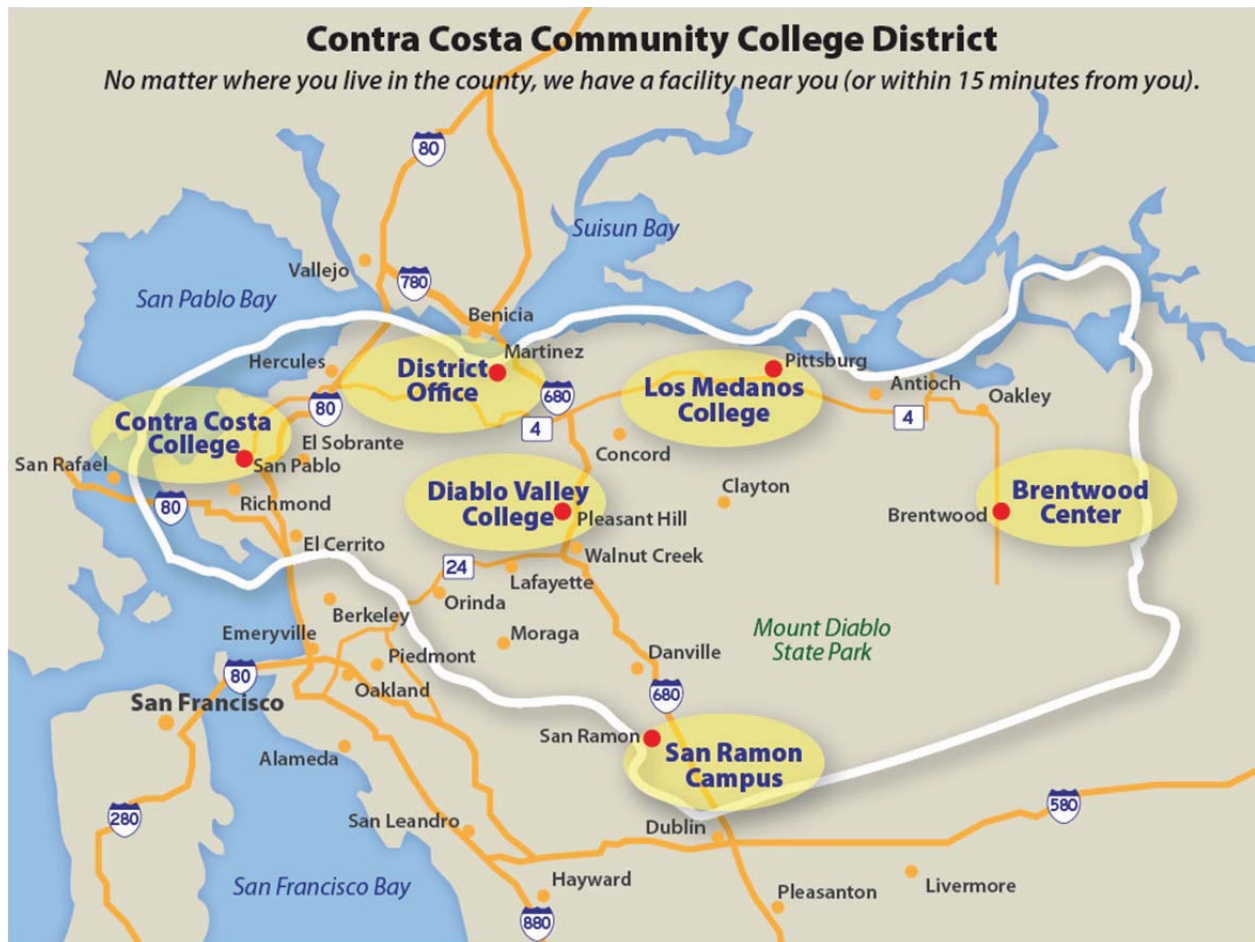 Contra Costa Community College District
No matter where you live in the county, we have a facility near you (or within 15 minutes from you).
80
Suisun Bay
Vallejo
780
San Pablo Bay
Benicia
Martinez
Hercules
District
Office
Pittsburg
Los Medanos
College
Antioch
Oakley
680
80
4
4
Contra Costa
College
El Sobrante
San Pablo
San Rafael
Concord
Clayton
Richmond
80
Diablo Valley
College
Pleasant Hill
Brentwood
Brentwood
Center
El Cerrito
Walnut Creek
24
Lafayette
Orinda
Berkeley
Emeryville
Moraga
Mount Diablo
State Park
Piedmont
Danville
80
Oakland
680
San Francisco
San Ramon
San Ramon
Campus
Alameda
280
San Leandro
Dublin
580
San Francisco Bay
Hayward
Pleasanton
Livermore
880